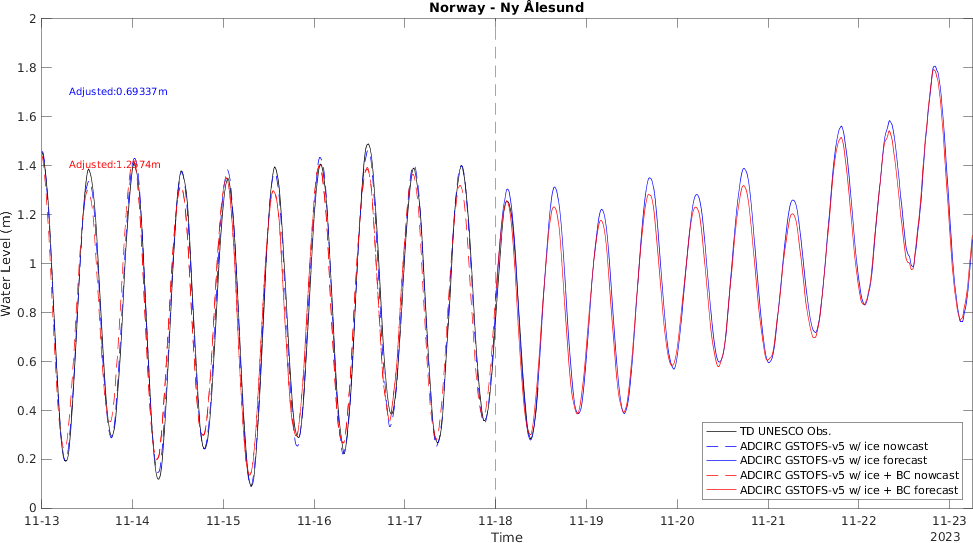 Norway - Ny Ålesund
2
1.8
1.6
1.4
1.2
1
0.8
0.6
0.4
0.2
0
Water Level (m)
Adjusted:0.69337m
TD UNESCO Obs.
ADCIRC GSTOFS-v5 w/ ice nowcast
ADCIRC GSTOFS-v5 w/ ice forecast
ADCIRC GSTOFS-v5 w/ ice + BC nowcast
ADCIRC GSTOFS-v5 w/ ice + BC forecast
11-13 11-14 11-15 11-16 11-17 11-18 11-19 11-20 11-21 11-22 11-23
Time
2023